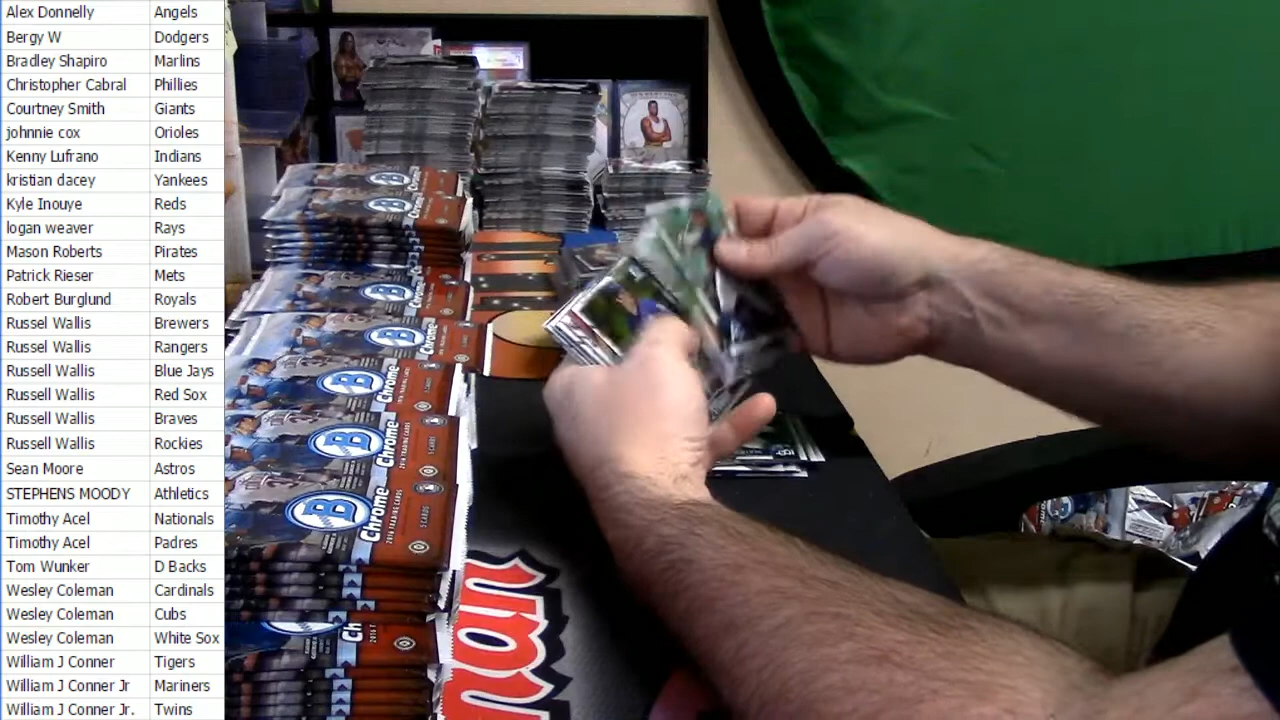 Alex Donnelly Angels
Bergy W Dodgers
Bradley Shapiro Marlins
Christopher Cabral Phillies
Courtney Smith Giants
johnnie cox Orioles
Kenny Lufrano Indians
kristian dacey Yankees
Kyle Inouye Reds
logan weaver Rays
Mason Roberts Pirates
Patrick Rieser Mets
Robert Burglund Royals
Russel Wallis Brewers
Russel Wallis Rangers
Russell Wallis Blue Jays
Russell Wallis Red Sox
Russell Wallis Braves
Russell Wallis Rockies
Sean Moore Astros
STEPHENS MOODY Athletics
Timothy Acel Nationals
Timothy Acel Padres
Tom Wunker D Backs
Wesley Coleman Cardinals
Wesley Coleman Cubs
Wesley Coleman White Sox
William J Conner Tigers
William J Conner Jr Mariners
William J Conner Jr. Twins
B Chrome
B Chrome
B Chrome
2016 TRADING CARDS
5 CARDS